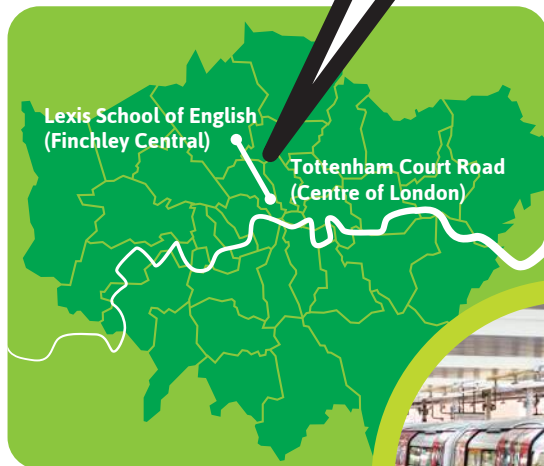 Lexis School of English
(Finchley Central)
Tottenham Court Road
(Centre of London)